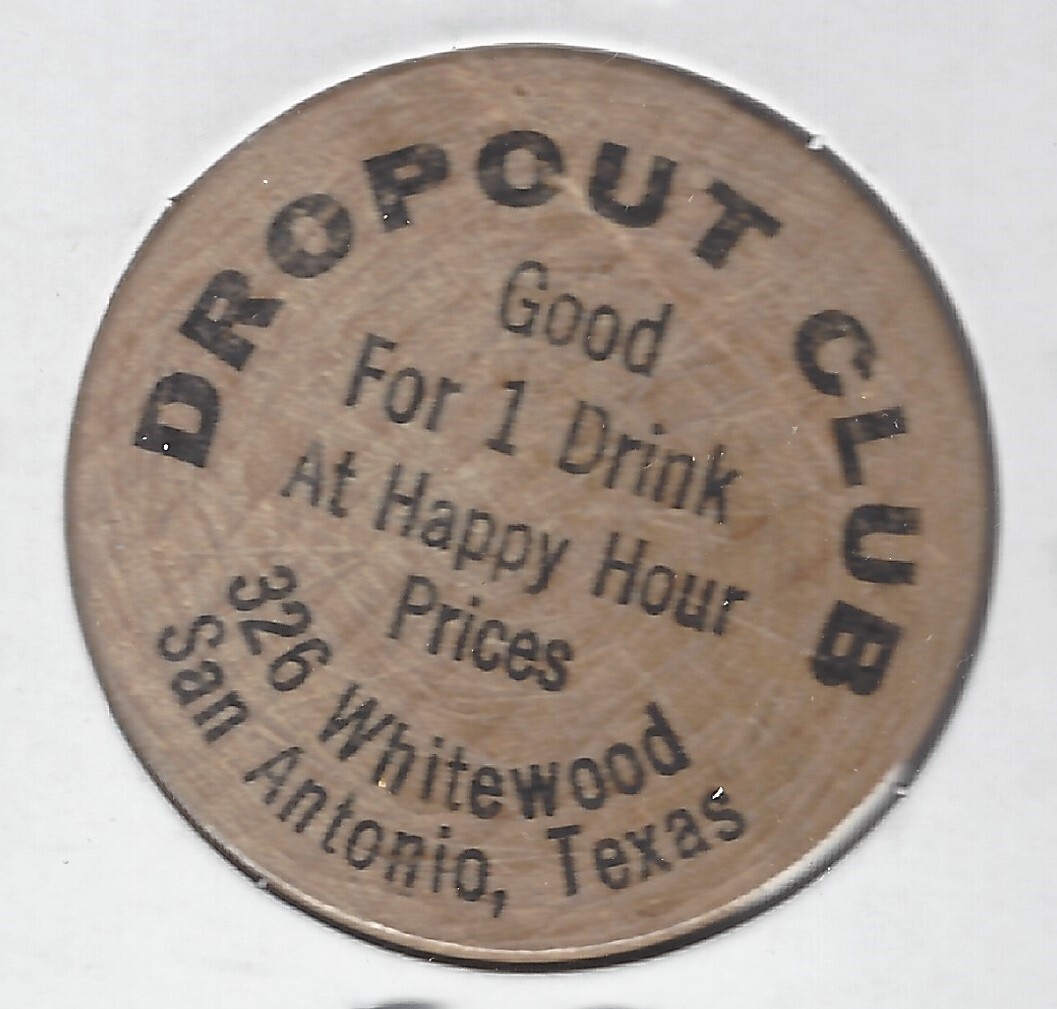 DROPOUT CLUB
Good
For 1 Drink
At Happy Hour
Prices
326 Whitewood
San Antonio, Texas